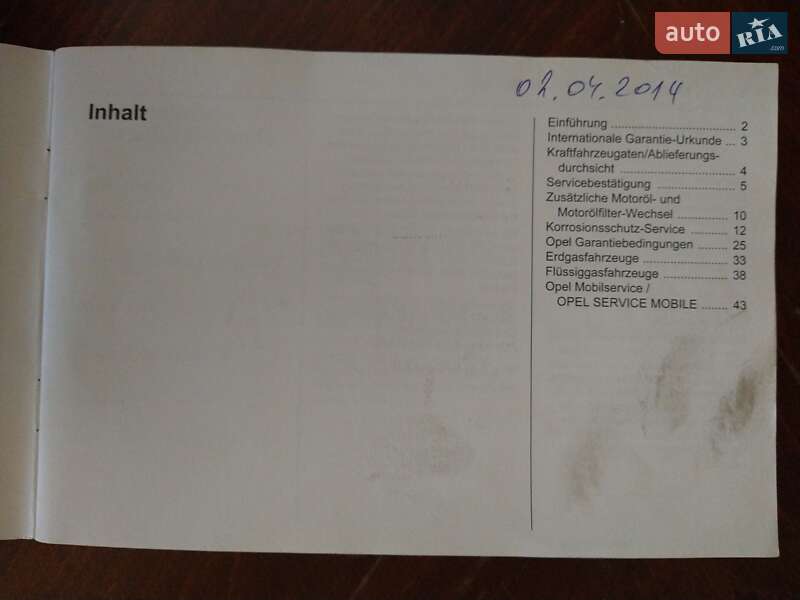 auto RIA.com
02.04.2014
Inhalt
Einführung ................................... 2
Internationale Garantie-Urkunde ... 3
Kraftfahrzeugaten/Ablieferungs-
durchsicht ................................ 4
Servicebestätigung ....................... 5
Zusätzliche Motoröl- und
Motorölfilter-Wechsel .............. 10
Korrosionsschutz-Service ........... 12
Opel Garantiebedingungen ......... 25
Erdgasfahrzeuge ........................ 33
Flüssiggasfahrzeuge ................... 38
Opel Mobilservice /
OPEL SERVICE MOBILE ........ 43